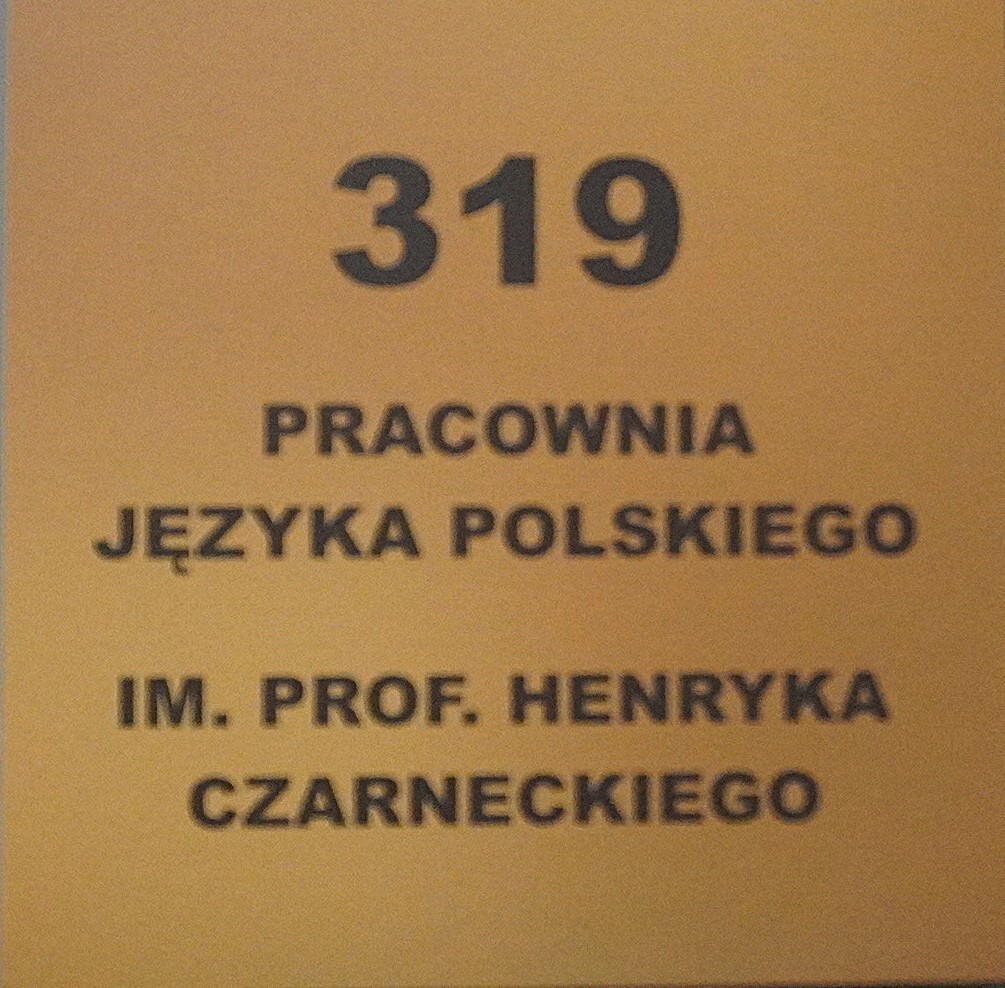 319
PRACOWNIA
JĘZYKA POLSKIEGO
IM. PROF. HENRYKA
CZARNECKIEGO